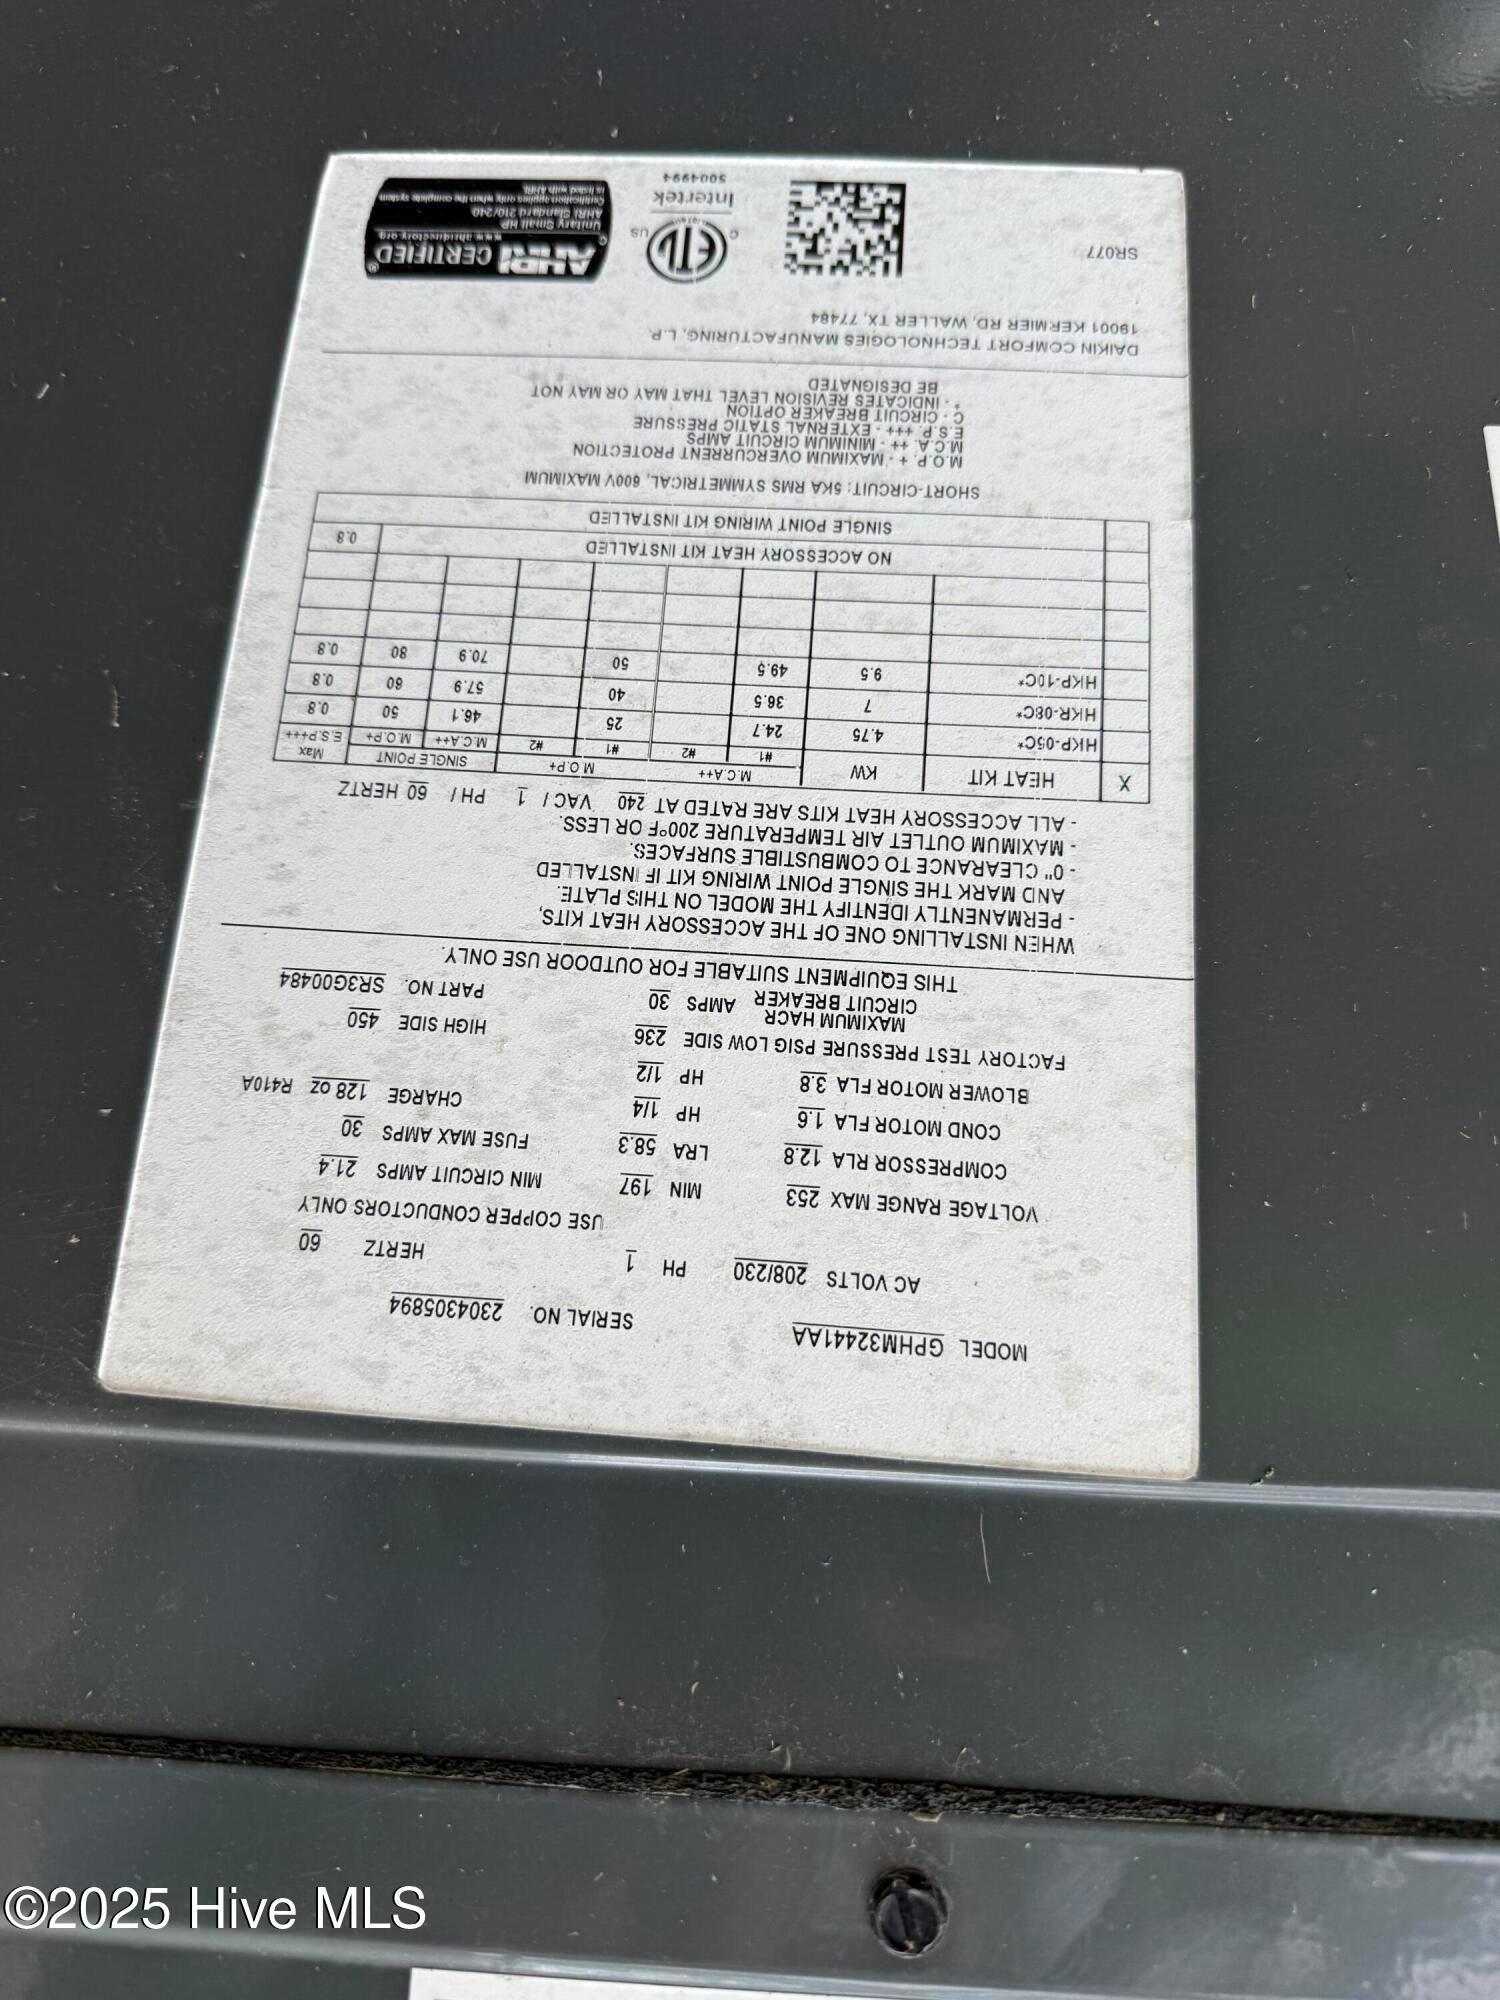 MODEL GPHM32441AA SERIAL NO. 2304305894
AC VOLTS 208/230 PH 1 HERTZ 60
USE COPPER CONDUCTORS ONLY
VOLTAGE RANGE MAX 253 MIN 197 MIN CIRCUIT AMPS 21.4
COMPRESSOR RLA 12.8 LRA 58.3 FUSE MAX AMPS 30
COND MOTOR FLA 1.6 HP 1/4 CHARGE 128 OZ R410A
BLOWER MOTOR FLA 3.8 HP 1/2
FACTORY TEST PRESSURE PSIG LOW SIDE 236 HIGH SIDE 450
MAXIMUM HACR
CIRCUIT BREAKER AMPS 30 PART NO. SR3G00484
THIS EQUIPMENT SUITABLE FOR OUTDOOR USE ONLY.
WHEN INSTALLING ONE OF THE ACCESSORY HEAT KITS,
- PERMANENTLY IDENTIFY THE MODEL ON THIS PLATE.
AND MARK THE SINGLE POINT WIRING KIT IF INSTALLED
- 0" CLEARANCE TO COMBUSTIBLE SURFACES.
- MAXIMUM OUTLET AIR TEMPERATURE 200°F OR LESS.
- ALL ACCESSORY HEAT KITS ARE RATED AT 240 VAC / 1 PH / 60 HERTZ
X HEAT KIT KW M.C.A++ M.O.P+ SINGLE POINT Max
#1 #2 #1 #2 M.C.A++ M.O.P+ E.S.P+++
HKP-05C* 4.75 24.7 25 46.1 50 0.8
HKR-08C* 7 36.5 40 57.9 60 0.8
HKP-10C* 9.5 49.5 50 70.9 80 0.8
NO ACCESSORY HEAT KIT INSTALLED 0.8
SINGLE POINT WIRING KIT INSTALLED
SHORT-CIRCUIT: 5KA RMS SYMMETRICAL, 600V MAXIMUM
M.O.P. + - MAXIMUM OVERCURRENT PROTECTION
M.C.A. ++ - MINIMUM CIRCUIT AMPS
E.S.P. +++ - EXTERNAL STATIC PRESSURE
C - CIRCUIT BREAKER OPTION
* - INDICATES REVISION LEVEL THAT MAY OR MAY NOT
BE DESIGNATED
DAIKIN COMFORT TECHNOLOGIES MANUFACTURING, L.P.
19001 KERMIER RD, WALLER TX, 77484
SR077
C ETL US
Intertek
5004994
AHRI CERTIFIED®
www.ahridirectory.org
Unitary Small HP
AHRI Standard 210/240
Certification applies only when the complete system
is listed with AHRI.
©2025 Hive MLS